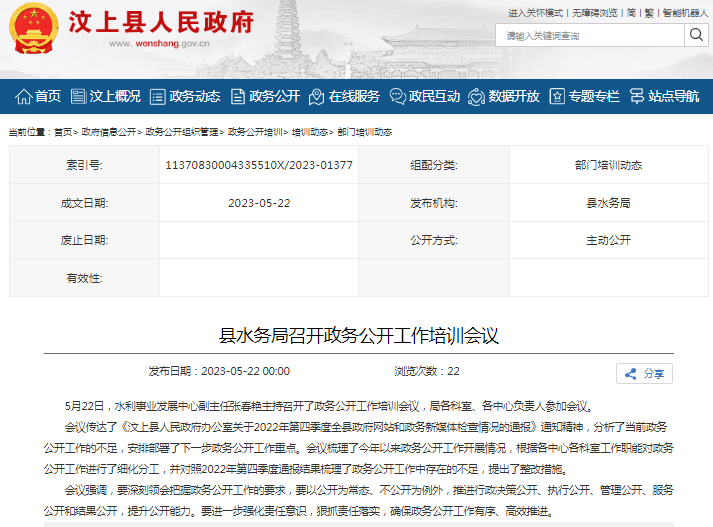 进入关怀模式 | 无障碍浏览 | 简 | 繁 | 智能机器人
汶上县人民政府
www.wenshang.gov.cn
请输入关键词查询
首页 汶上概况 政务动态 政务公开 在线服务 政民互动 数据开放 专题专栏 站点导航
当前位置：首页> 政府信息公开> 政务公开组织管理> 政务公开培训> 培训动态> 部门培训动态
索引号: 11370830004335510X/2023-01377 组配分类: 部门培训动态
成文日期: 2023-05-22 发布机构: 县水务局
废止日期: 公开方式: 主动公开
有效性:
县水务局召开政务公开工作培训会议
发布日期：2023-05-22 00:00 浏览次数：22 分享
5月22日，水利事业发展中心副主任张春艳主持召开了政务公开工作培训会议，局各科室、各中心负责人参加会议。
会议传达了《汶上县人民政府办公室关于2022年第四季度全县政府网站和政务新媒体检查情况的通报》通知精神，分析了当前政务
公开工作的不足，安排部署了下一步政务公开工作重点。会议梳理了今年以来政务公开工作开展情况，根据各中心各科室工作职能对政务
公开工作进行了细化分工，并对照2022年第四季度通报结果梳理了政务公开工作中存在的不足，提出了整改措施。
会议强调，要深刻领会把握政务公开工作的要求，要以公开为常态、不公开为例外，推进行政决策公开、执行公开、管理公开、服务
公开和结果公开，提升公开能力。要进一步强化责任意识，狠抓责任落实，确保政务公开工作有序、高效推进。